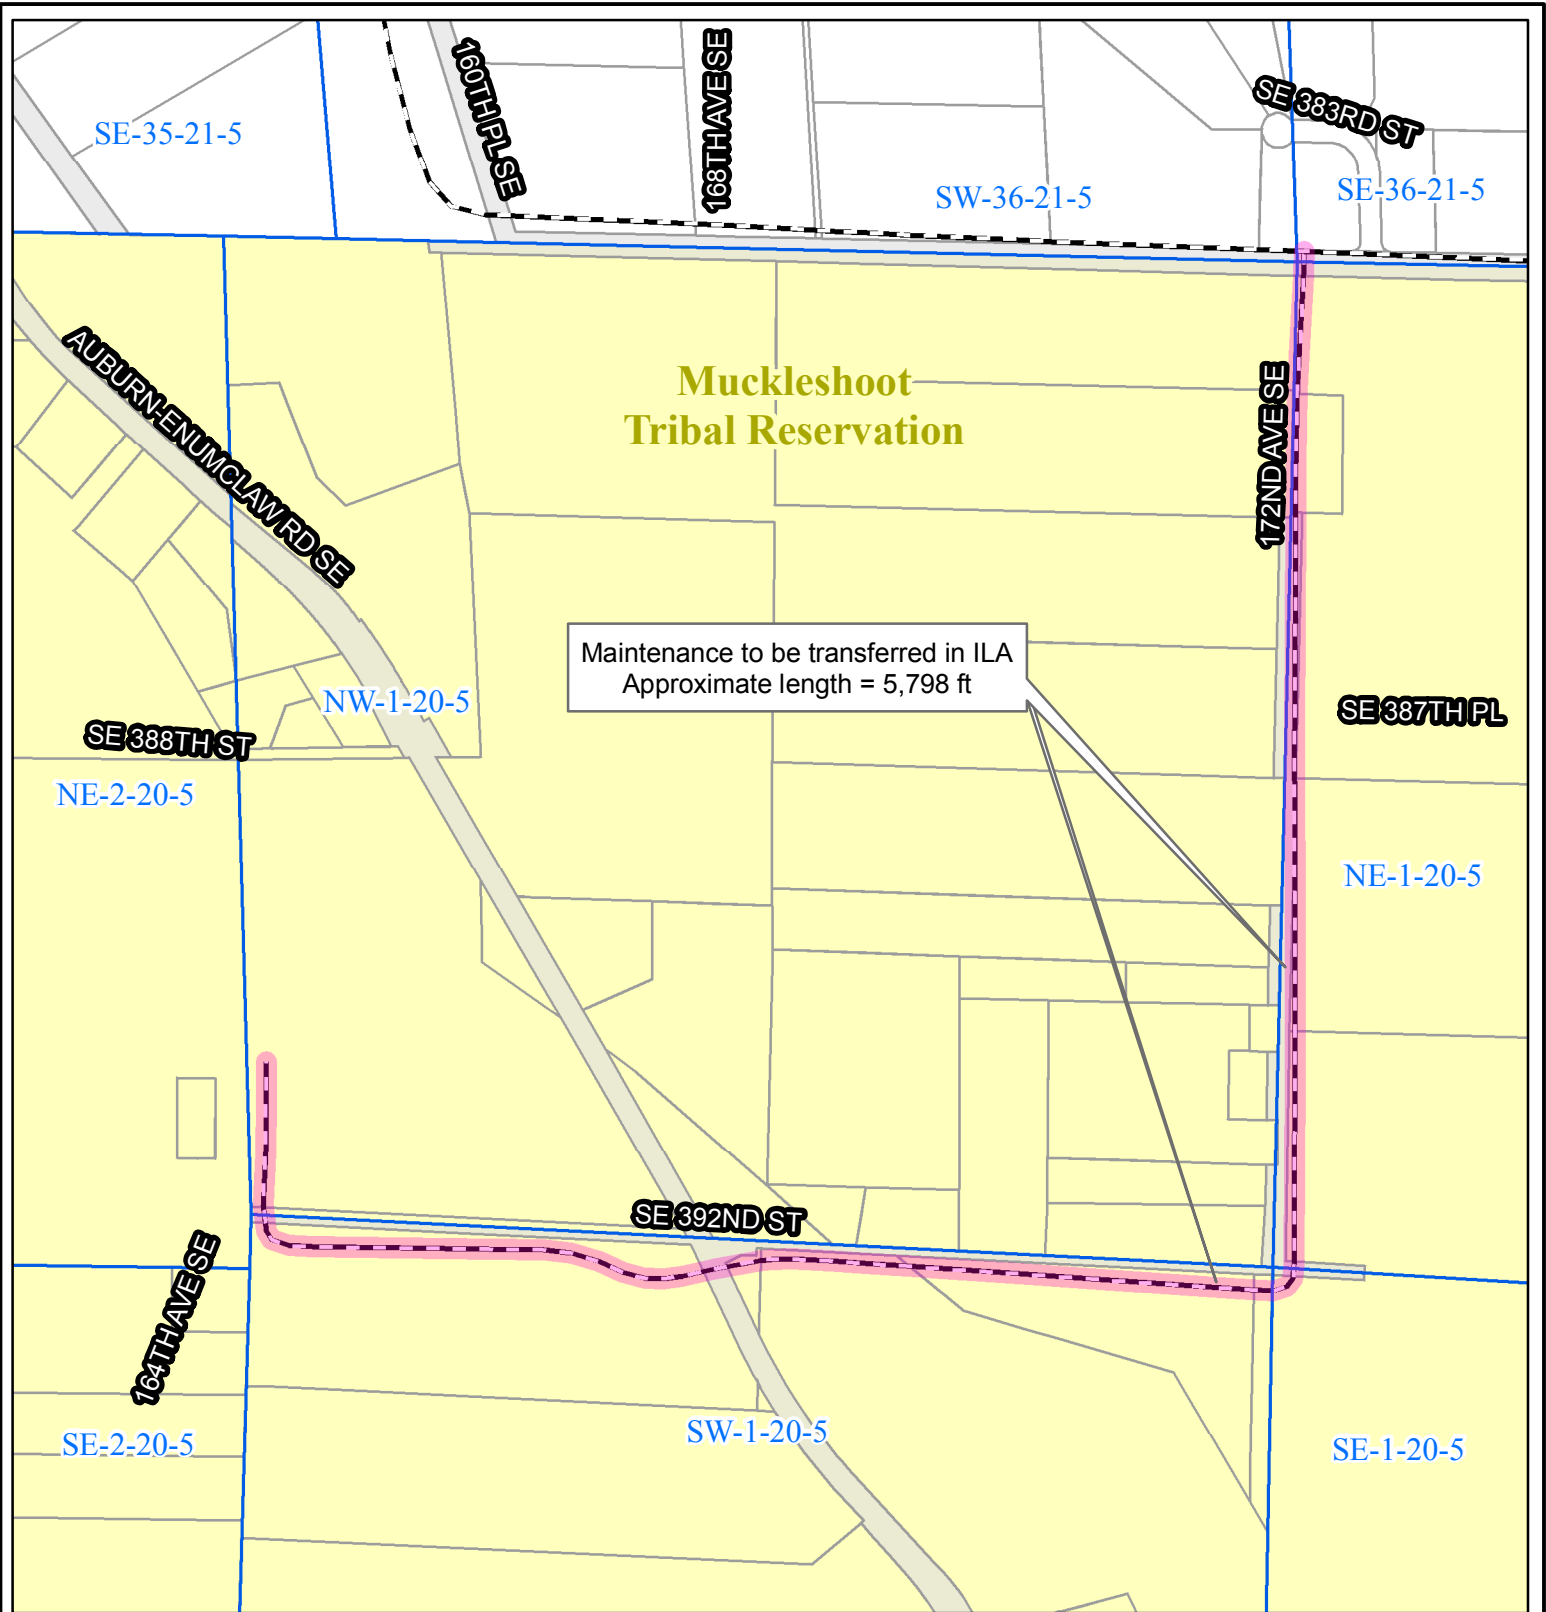 160TH PL SE
168TH AVE SE
SE 383RD ST
SE-35-21-5
SW-36-21-5
SE-36-21-5
AUBURN-ENUMCLAW RD SE
Muckleshoot
Tribal Reservation
172ND AVE SE
Maintenance to be transferred in ILA
Approximate length = 5,798 ft
NW-1-20-5
SE 387TH PL
SE 388TH ST
NE-2-20-5
NE-1-20-5
SE 392ND ST
164TH AVE SE
SE-2-20-5
SW-1-20-5
SE-1-20-5